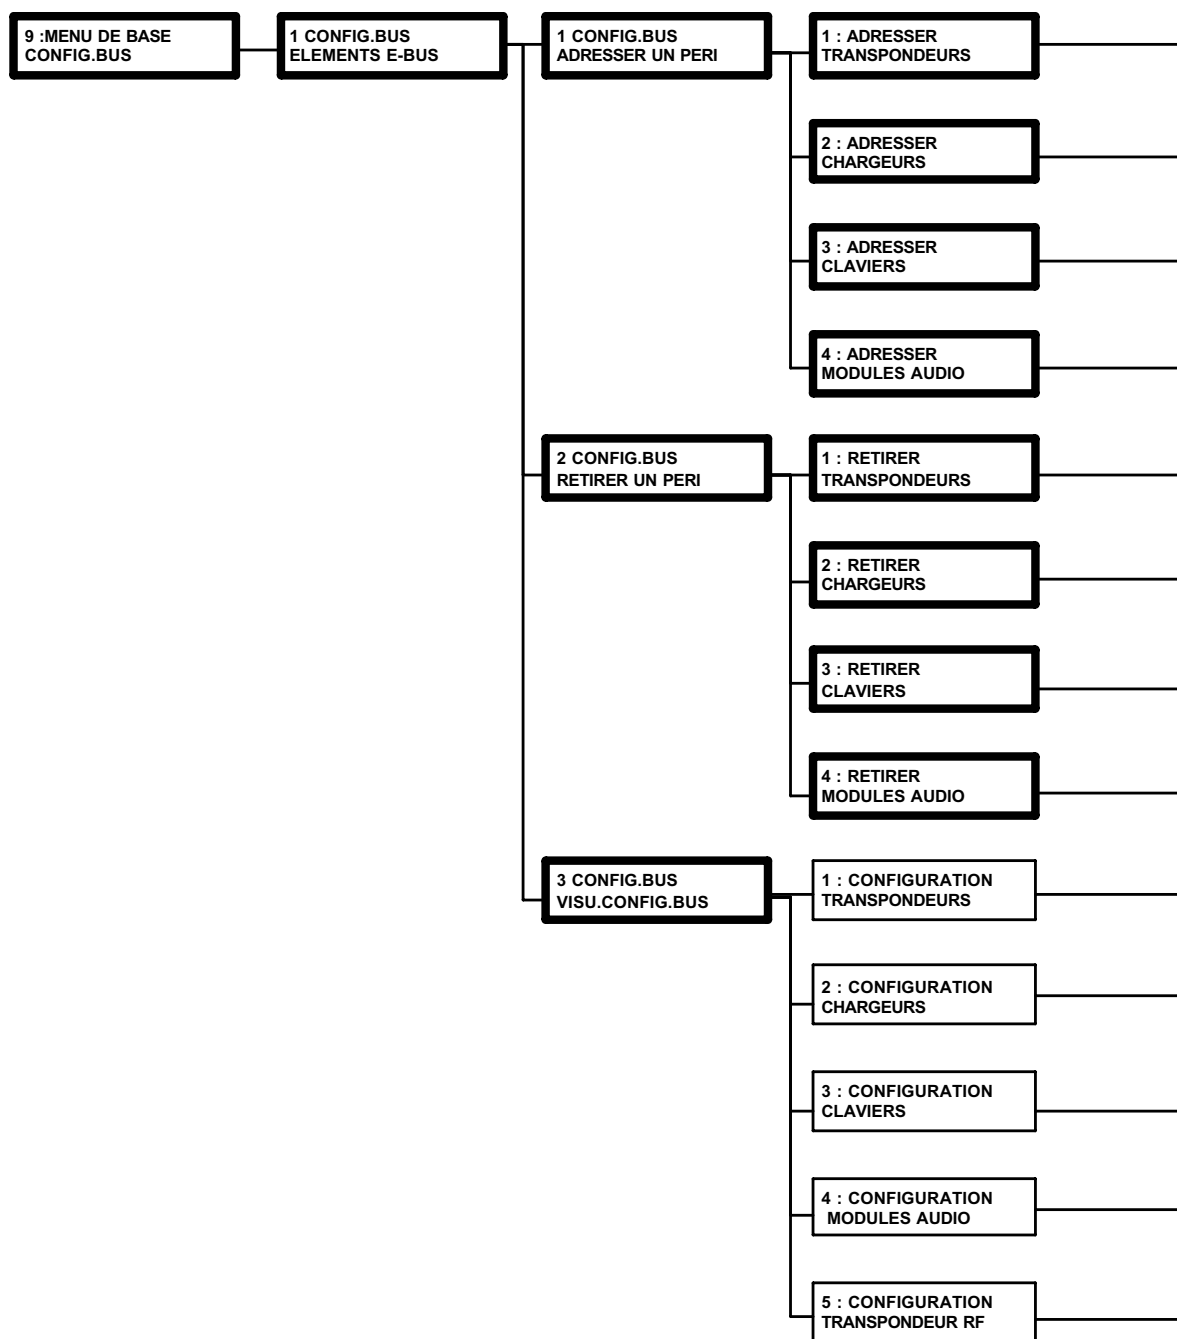 9 :MENU DE BASE
CONFIG.BUS
1 CONFIG.BUS
ELEMENTS E-BUS
1 CONFIG.BUS
ADRESSER UN PERI
1 : ADRESSER
TRANSPONDEURS
2 : ADRESSER
CHARGEURS
3 : ADRESSER
CLAVIERS
4 : ADRESSER
MODULES AUDIO
2 CONFIG.BUS
RETIRER UN PERI
1 : RETIRER
TRANSPONDEURS
2 : RETIRER
CHARGEURS
3 : RETIRER
CLAVIERS
4 : RETIRER
MODULES AUDIO
3 CONFIG.BUS
VISU.CONFIG.BUS
1 : CONFIGURATION
TRANSPONDEURS
2 : CONFIGURATION
CHARGEURS
3 : CONFIGURATION
CLAVIERS
4 : CONFIGURATION
MODULES AUDIO
5 : CONFIGURATION
TRANSPONDEUR RF